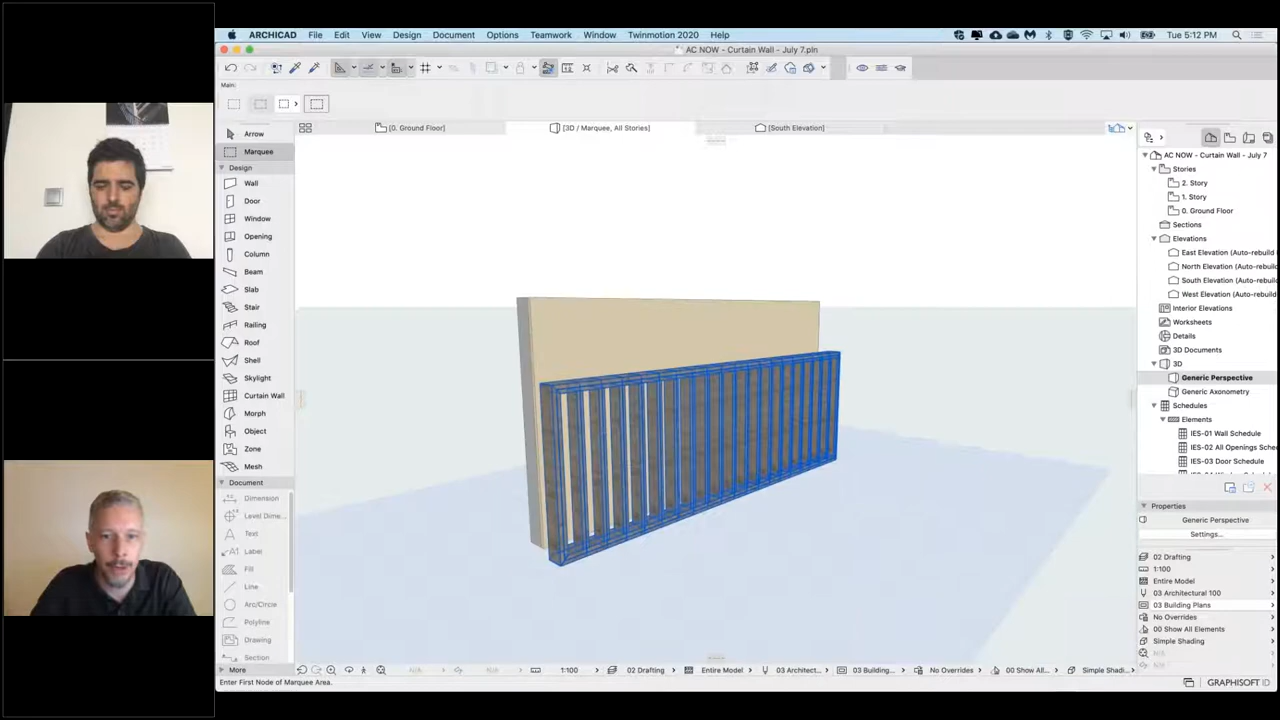 ARCHICAD File Edit View Design Document Options Teamwork Window Twinmotion 2020 Help Tue 5:12 PM
AC NOW - Curtain Wall - July 7.pln
Main:
[0. Ground Floor] [3D / Marquee, All Stories] [South Elevation]
Arrow
Marquee
Design
Wall
Door
Window
Opening
Column
Beam
Slab
Stair
Railing
Roof
Shell
Skylight
Curtain Wall
Morph
Object
Zone
Mesh
Document
Dimension
Level Dime...
Text
Label
Fill
Line
Arc/Circle
Polyline
Drawing
Section
More
AC NOW - Curtain Wall - July 7
Stories
2. Story
1. Story
0. Ground Floor
Sections
Elevations
East Elevation (Auto-rebuild
North Elevation (Auto-rebuild
South Elevation (Auto-rebuild
West Elevation (Auto-rebuild
Interior Elevations
Worksheets
Details
3D Documents
3D
Generic Perspective
Generic Axonometry
Schedules
Elements
IES-01 Wall Schedule
IES-02 All Openings Sche
IES-03 Door Schedule
Properties
Generic Perspective
Settings...
02 Drafting
1:100
Entire Model
03 Architectural 100
03 Building Plans
No Overrides
00 Show All Elements
Simple Shading
N/A
N/A N/A 1:100 02 Drafting Entire Model 03 Architect... 03 Building... No Overrides 00 Show All... Simple Shadi...
Enter First Node of Marquee Area.
GRAPHISOFT ID